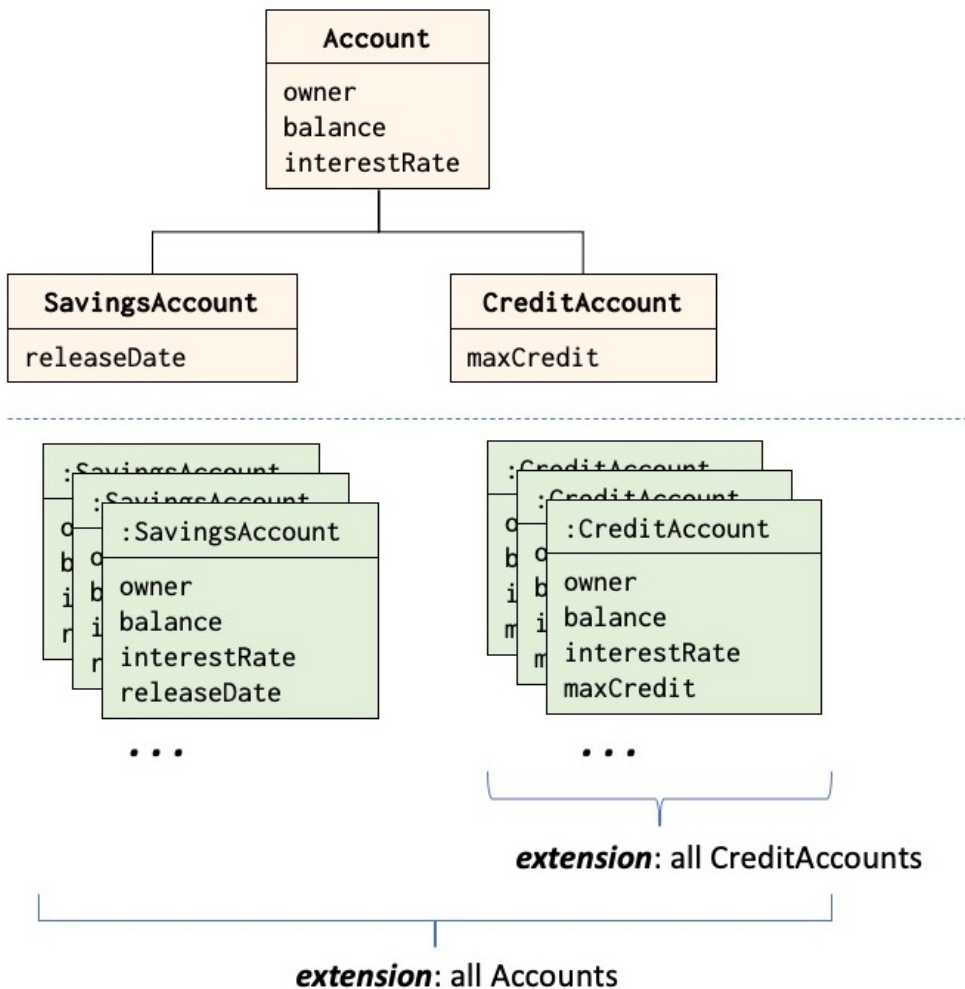 Account
owner
balance
interestRate
SavingsAccount
releaseDate
CreditAccount
maxCredit
:SavingsAccount
:SavingsAccount
:SavingsAccount
owner
balance
interestRate
releaseDate
...
:CreditAccount
:CreditAccount
:CreditAccount
owner
balance
interestRate
maxCredit
...
extension: all CreditAccounts
extension: all Accounts